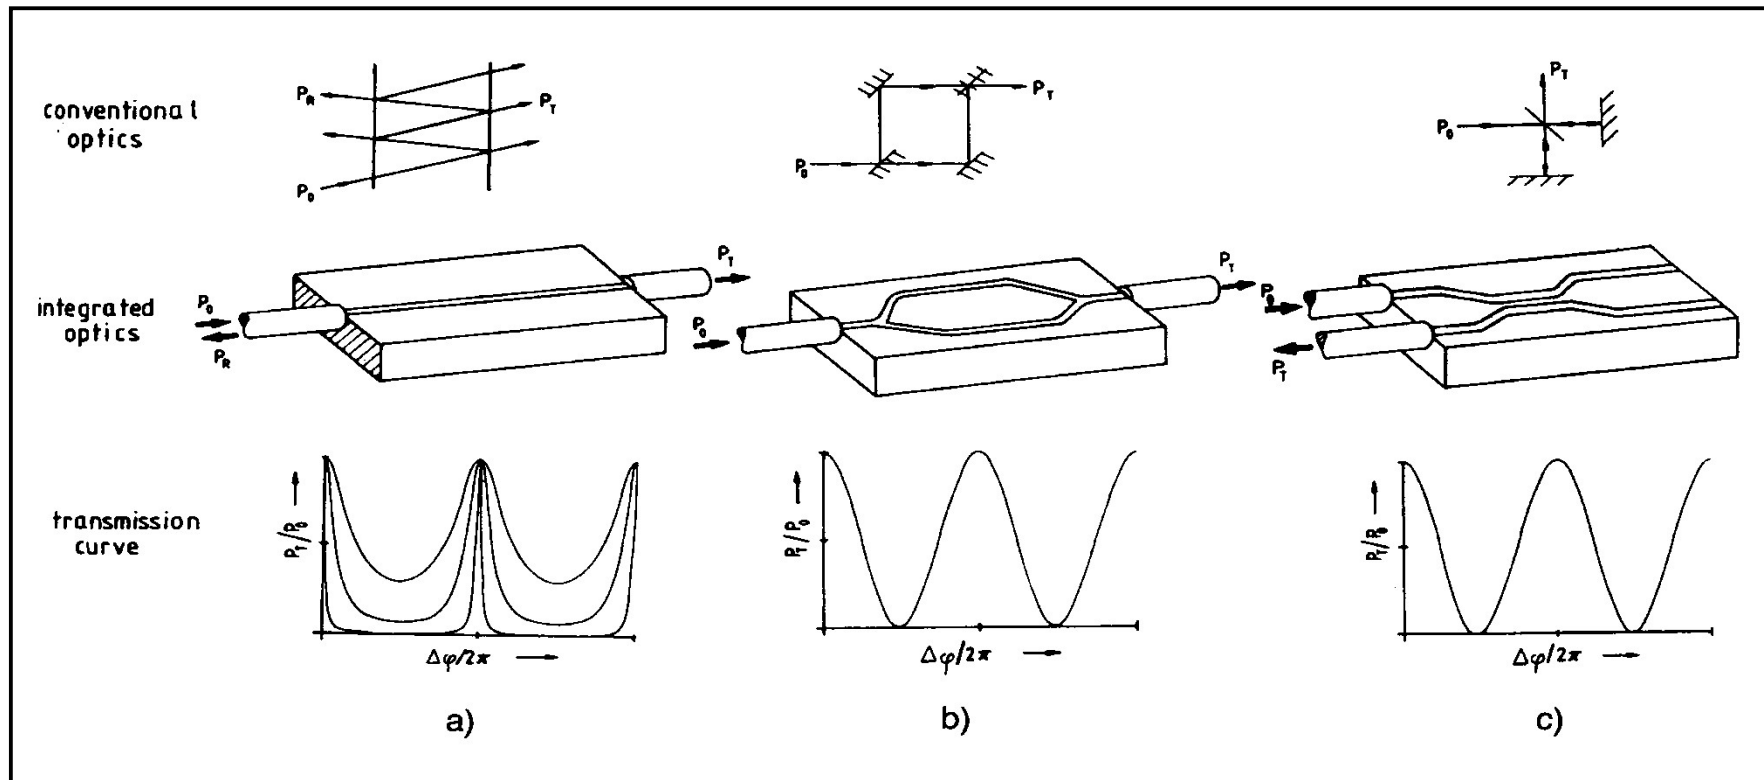 conventional
optics
P_R
P_T
P_0
P_T
P_0
P_T
P_0
integrated
optics
P_0
P_R
P_T
P_0
P_T
P_0
P_T
transmission
curve
P_T/P_0
Δφ/2π
P_T/P_0
Δφ/2π
P_T/P_0
Δφ/2π
a)
b)
c)